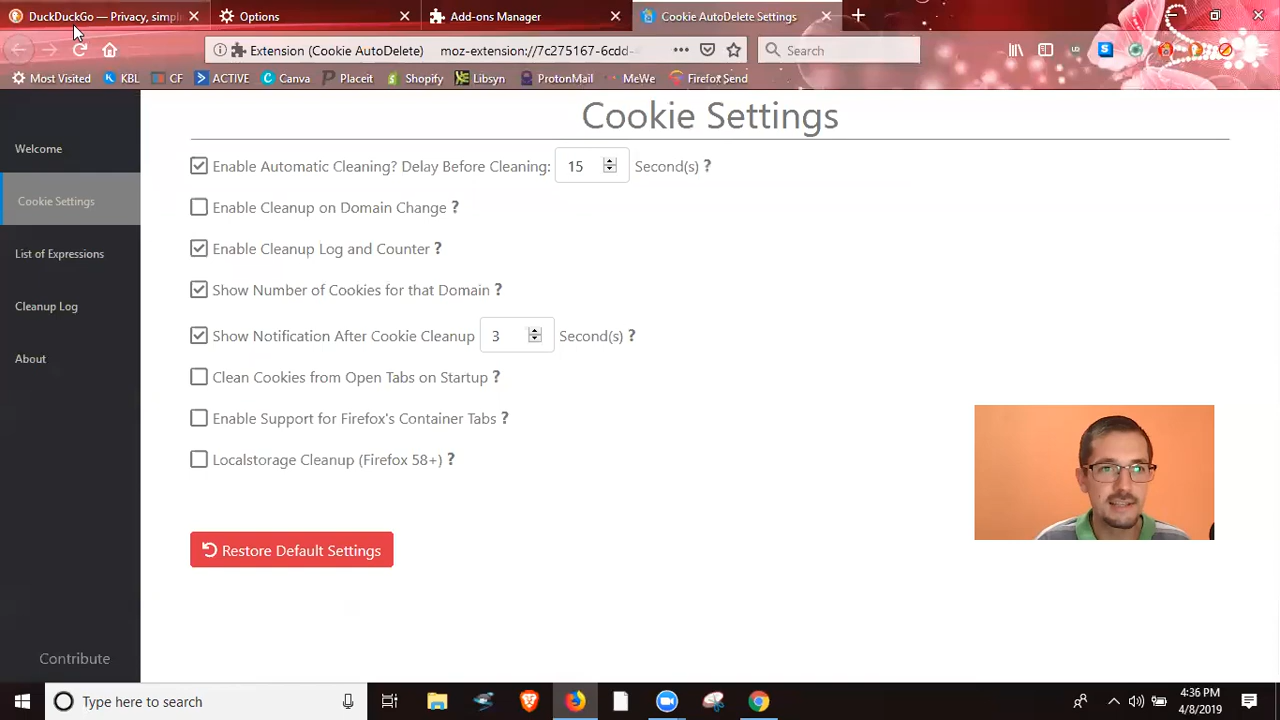 DuckDuckGo — Privacy, simpl
Options
Add-ons Manager
Cookie AutoDelete Settings
Extension (Cookie AutoDelete)
moz-extension://7c275167-6cdd-
Search
Most Visited
KBL
CF
ACTIVE
Canva
Placeit
Shopify
Libsyn
ProtonMail
MeWe
Firefox Send
Cookie Settings
Welcome
Cookie Settings
List of Expressions
Cleanup Log
About
Contribute
Enable Automatic Cleaning? Delay Before Cleaning: 15 Second(s) ?
Enable Cleanup on Domain Change ?
Enable Cleanup Log and Counter ?
Show Number of Cookies for that Domain ?
Show Notification After Cookie Cleanup 3 Second(s) ?
Clean Cookies from Open Tabs on Startup ?
Enable Support for Firefox's Container Tabs ?
Localstorage Cleanup (Firefox 58+) ?
Restore Default Settings
Type here to search
4:36 PM
4/8/2019